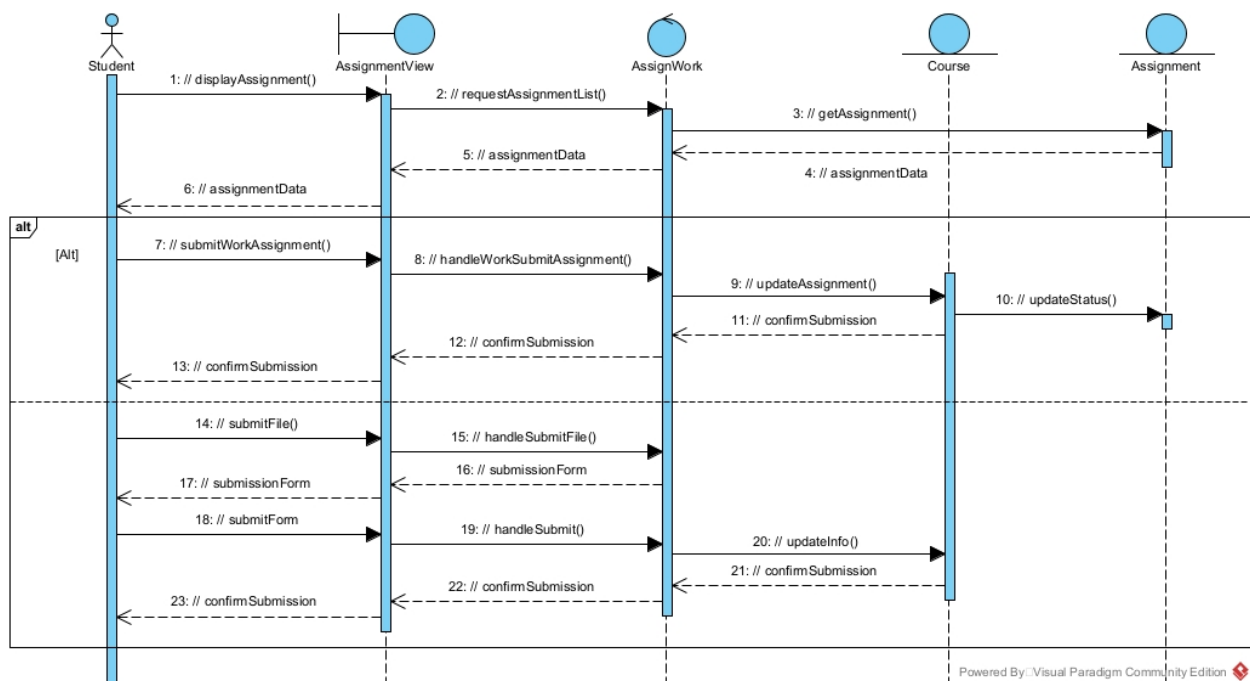 Student
AssignmentView
AssignWork
Course
Assignment
1: // displayAssignment()
2: // requestAssignmentList()
3: // getAssignment()
4: // assignmentData
5: // assignmentData
6: // assignmentData
alt
[Alt]
7: // submitWorkAssignment()
8: // handleWorkSubmitAssignment()
9: // updateAssignment()
10: // updateStatus()
11: // confirmSubmission
12: // confirmSubmission
13: // confirmSubmission
14: // submitFile()
15: // handleSubmitFile()
16: // submissionForm
17: // submissionForm
18: // submitForm
19: // handleSubmit()
20: // updateInfo()
21: // confirmSubmission
22: // confirmSubmission
23: // confirmSubmission
Powered By Visual Paradigm Community Edition